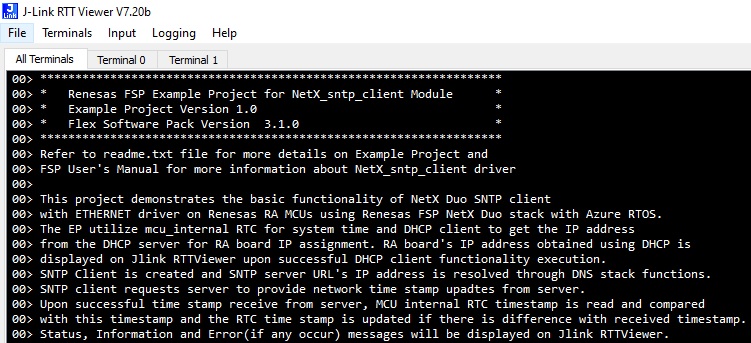 J-Link RTT Viewer V7.20b
File Terminals Input Logging Help
All Terminals Terminal 0 Terminal 1
00> ******************************************************************
00> *   Renesas FSP Example Project for NetX_sntp_client Module      *
00> *   Example Project Version 1.0                                  *
00> *   Flex Software Pack Version  3.1.0                            *
00> ******************************************************************
00> Refer to readme.txt file for more details on Example Project and
00> FSP User's Manual for more information about NetX_sntp_client driver
00>
00> This project demonstrates the basic functionality of NetX Duo SNTP client
00> with ETHERNET driver on Renesas RA MCUs using Renesas FSP NetX Duo stack with Azure RTOS.
00> The EP utilize mcu_internal RTC for system time and DHCP client to get the IP address
00> from the DHCP server for RA board IP assignment. RA board's IP address obtained using DHCP is
00> displayed on Jlink RTTViewer upon successful DHCP client functionality execution.
00> SNTP Client is created and SNTP server URL's IP address is resolved through DNS stack functions.
00> SNTP client requests server to provide network time stamp upadtes from server.
00> Upon successful time stamp receive from server, MCU internal RTC timestamp is read and compared
00> with this timestamp and the RTC time stamp is updated if there is difference with received timestamp.
00> Status, Information and Error(if any occur) messages will be displayed on Jlink RTTViewer.